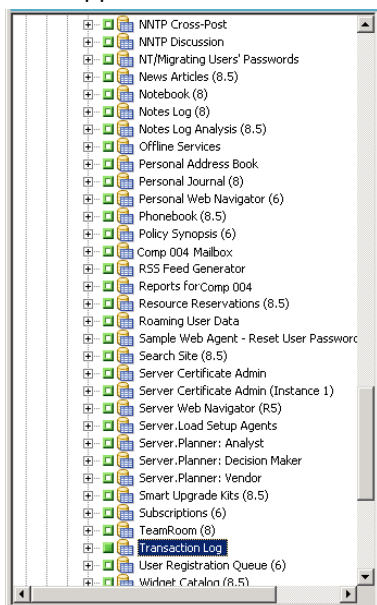 NNTP Cross-Post
NNTP Discussion
NT/Migrating Users' Passwords
News Articles (8.5)
Notebook (8)
Notes Log (8)
Notes Log Analysis (8.5)
Offline Services
Personal Address Book
Personal Journal (8)
Personal Web Navigator (6)
Phonebook (8.5)
Policy Synopsis (6)
Comp 004 Mailbox
RSS Feed Generator
Reports forComp 004
Resource Reservations (8.5)
Roaming User Data
Sample Web Agent - Reset User Password
Search Site (8.5)
Server Certificate Admin
Server Certificate Admin (Instance 1)
Server Web Navigator (R5)
Server.Load Setup Agents
Server.Planner: Analyst
Server.Planner: Decision Maker
Server.Planner: Vendor
Smart Upgrade Kits (8.5)
Subscriptions (6)
TeamRoom (8)
Transaction Log
User Registration Queue (6)
Widget Catalog (8.5)